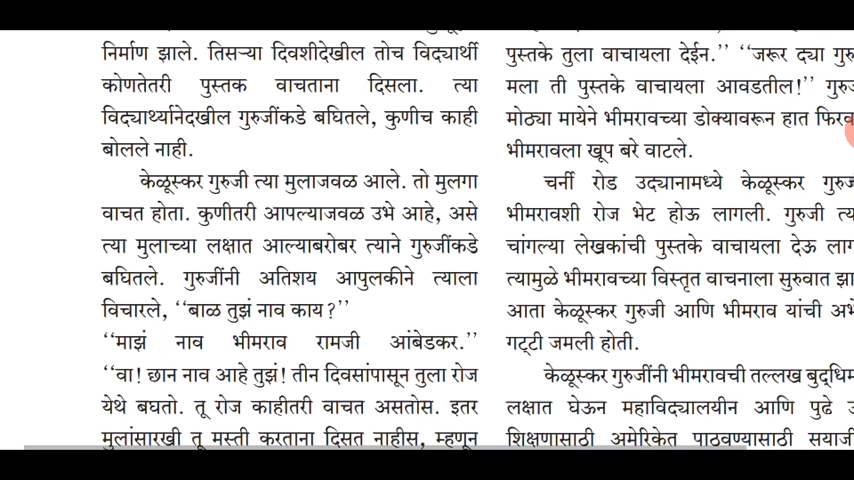 निर्माण झाले. तिसऱ्या दिवशीदेखील तोच विद्यार्थी
कोणतेतरी पुस्तक वाचताना दिसला. त्या
विद्यार्थ्यानेदखील गुरुजींकडे बघितले, कुणीच काही
बोलले नाही.
केळूस्कर गुरुजी त्या मुलाजवळ आले. तो मुलगा
वाचत होता. कुणीतरी आपल्याजवळ उभे आहे, असे
त्या मुलाच्या लक्षात आल्याबरोबर त्याने गुरुजींकडे
बघितले. गुरुजींनी अतिशय आपुलकीने त्याला
विचारले, ‘‘बाळ तुझं नाव काय?’’
‘‘माझं नाव भीमराव रामजी आंबेडकर.’’
‘‘वा! छान नाव आहे तुझं! तीन दिवसांपासून तुला रोज
येथे बघतो. तू रोज काहीतरी वाचत असतोस. इतर
मुलांसारखी तू मस्ती करताना दिसत नाहीस, म्हणून
पुस्तके तुला वाचायला देईन.’’ ‘‘जरूर द्या
मला ती पुस्तके वाचायला आवडतील!’’
मोठ्या मायेने भीमरावच्या डोक्यावरून हात
भीमरावला खूप बरे वाटले.
चर्नी रोड उद्यानामध्ये केळूस्कर
भीमरावशी रोज भेट होऊ लागली. गुरुजी
चांगल्या लेखकांची पुस्तके वाचायला देऊ
त्यामुळे भीमरावच्या विस्तृत वाचनाला सुरुवात
आता केळूस्कर गुरुजी आणि भीमराव यांची
गट्टी जमली होती.
केळूस्कर गुरुजींनी भीमरावची तल्लख
लक्षात घेऊन महाविद्यालयीन आणि पुढे
शिक्षणासाठी अमेरिकेत पाठवण्यासाठी